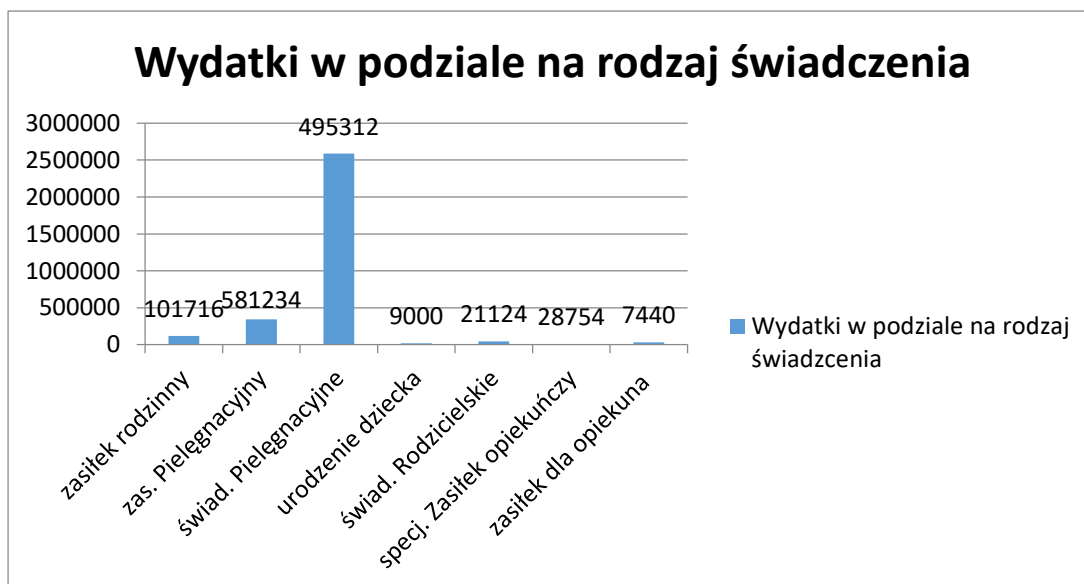 Wydatki w podziale na rodzaj świadczenia
3000000
2500000
2000000
1500000
1000000
500000
0
101716
581234
495312
9000
21124
28754
7440
zasiłek rodzinny
zas. Pielęgnacyjny
świad. Pielęgnacyjne
urodzenie dziecka
świad. Rodzicielskie
specj. Zasiłek opiekuńczy
zasiłek dla opiekuna
Wydatki w podziale na rodzaj
świadzcenia